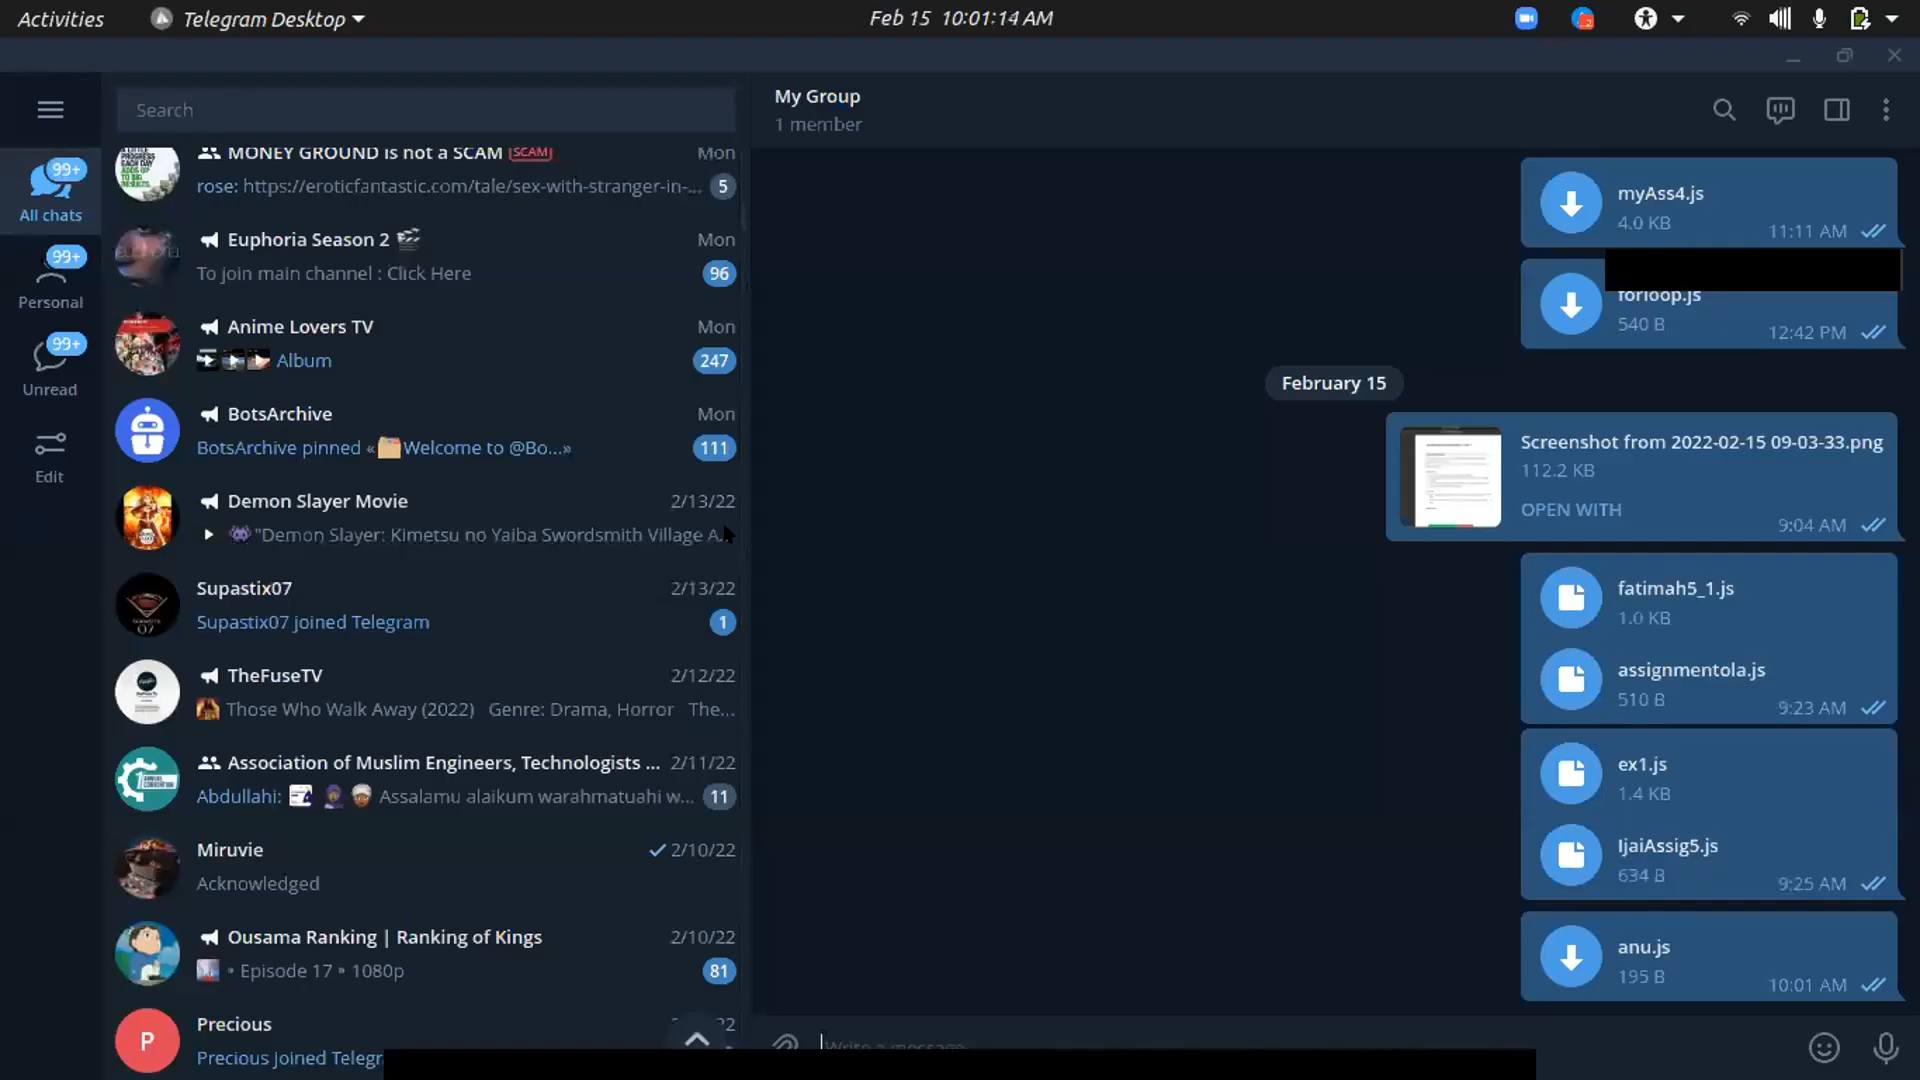 Activities
Telegram Desktop
Feb 15 10:01:14 AM
Search
All chats
99+
Personal
99+
Unread
99+
Edit
MONEY GROUND is not a SCAM SCAM Mon
rose: https://eroticfantastic.com/tale/sex-with-stranger-in-... 5
Euphoria Season 2 🎬 Mon
To join main channel : Click Here 96
Anime Lovers TV Mon
Album 247
BotsArchive Mon
BotsArchive pinned «🗂Welcome to @Bo...» 111
Demon Slayer Movie 2/13/22
👾 "Demon Slayer: Kimetsu no Yaiba Swordsmith Village A...
Supastix07 2/13/22
Supastix07 joined Telegram 1
TheFuseTV 2/12/22
Those Who Walk Away (2022) Genre: Drama, Horror The...
Association of Muslim Engineers, Technologists ... 2/11/22
Abdullahi: Assalamu alaikum warahmatuahi w... 11
Miruvie 2/10/22
Acknowledged
Ousama Ranking | Ranking of Kings 2/10/22
• Episode 17 • 1080p 81
P
Precious
Precious joined Telegr
My Group
1 member
myAss4.js
4.0 KB
11:11 AM
forloop.js
540 B
12:42 PM
February 15
Screenshot from 2022-02-15 09-03-33.png
112.2 KB
OPEN WITH
9:04 AM
fatimah5_1.js
1.0 KB
assignmentola.js
510 B
9:23 AM
ex1.js
1.4 KB
IjaiAssig5.js
634 B
9:25 AM
anu.js
195 B
10:01 AM
Write a message...